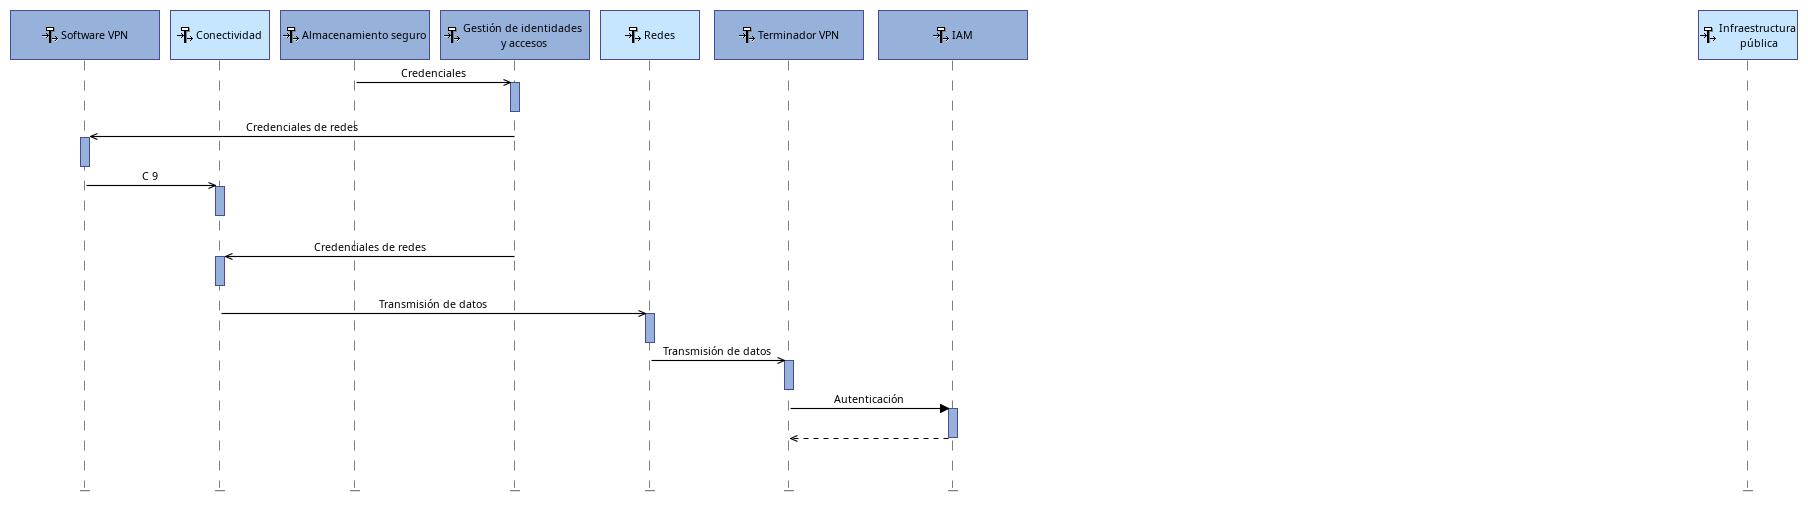 Software VPN
Conectividad
Almacenamiento seguro
Gestión de identidades
y accesos
Redes
Terminador VPN
IAM
Infraestructura
pública
Credenciales
Credenciales de redes
C 9
Credenciales de redes
Transmisión de datos
Transmisión de datos
Autenticación